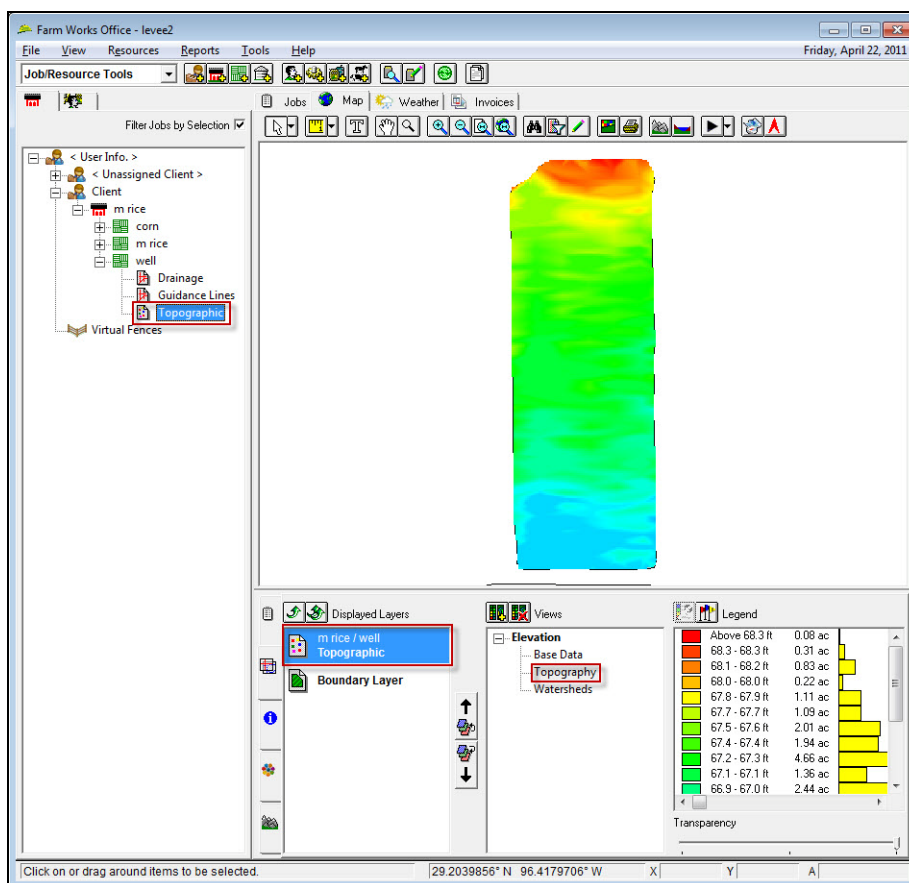 Farm Works Office - levee2
File View Resources Reports Tools Help Friday, April 22, 2011
Job/Resource Tools
Jobs Map Weather Invoices
Filter Jobs by Selection
< User Info. >
< Unassigned Client >
Client
m rice
corn
m rice
well
Drainage
Guidance Lines
Topographic
Virtual Fences
Displayed Layers
m rice / well
Topographic
Boundary Layer
Views
Elevation
Base Data
Topography
Watersheds
Legend
Above 68.3 ft 0.08 ac
68.3 - 68.3 ft 0.31 ac
68.1 - 68.2 ft 0.83 ac
68.0 - 68.0 ft 0.22 ac
67.8 - 67.9 ft 1.11 ac
67.7 - 67.7 ft 1.09 ac
67.5 - 67.6 ft 2.01 ac
67.4 - 67.4 ft 1.94 ac
67.2 - 67.3 ft 4.66 ac
67.1 - 67.1 ft 1.36 ac
66.9 - 67.0 ft 2.44 ac
Transparency
Click on or drag around items to be selected. 29.2039856° N 96.4179706° W X Y A